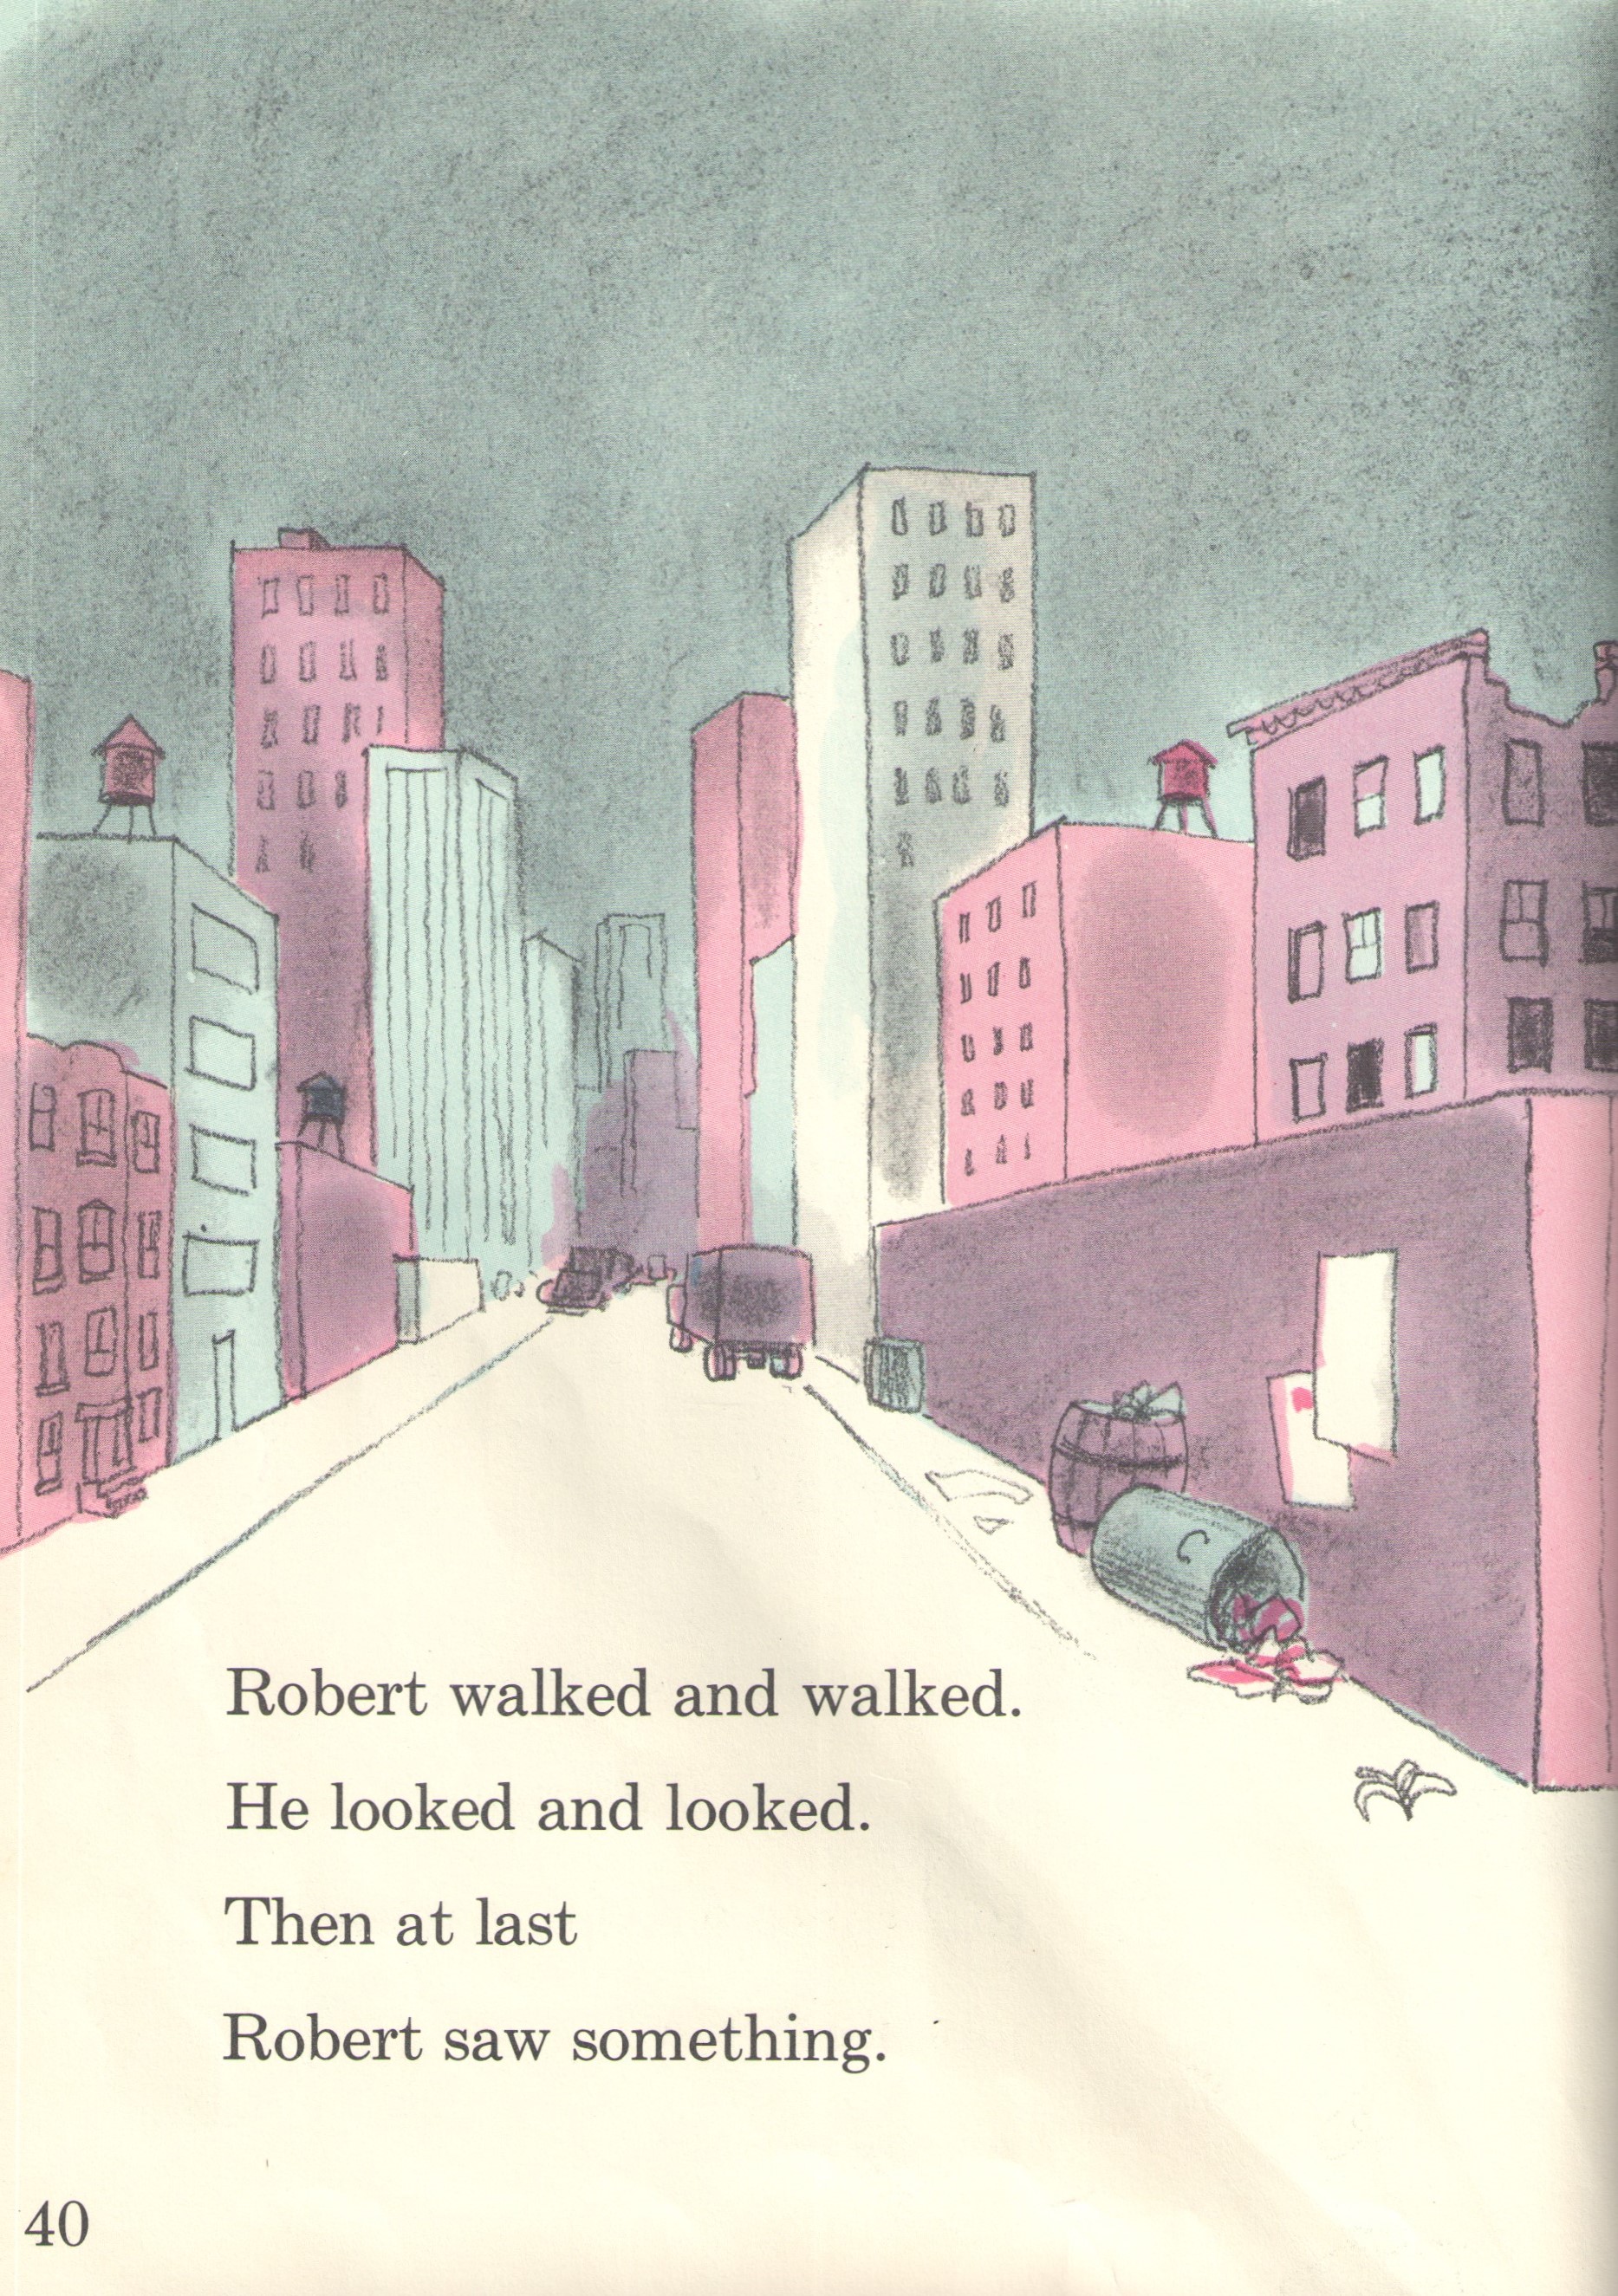 Robert walked and walked.
He looked and looked.
Then at last
Robert saw something.
40